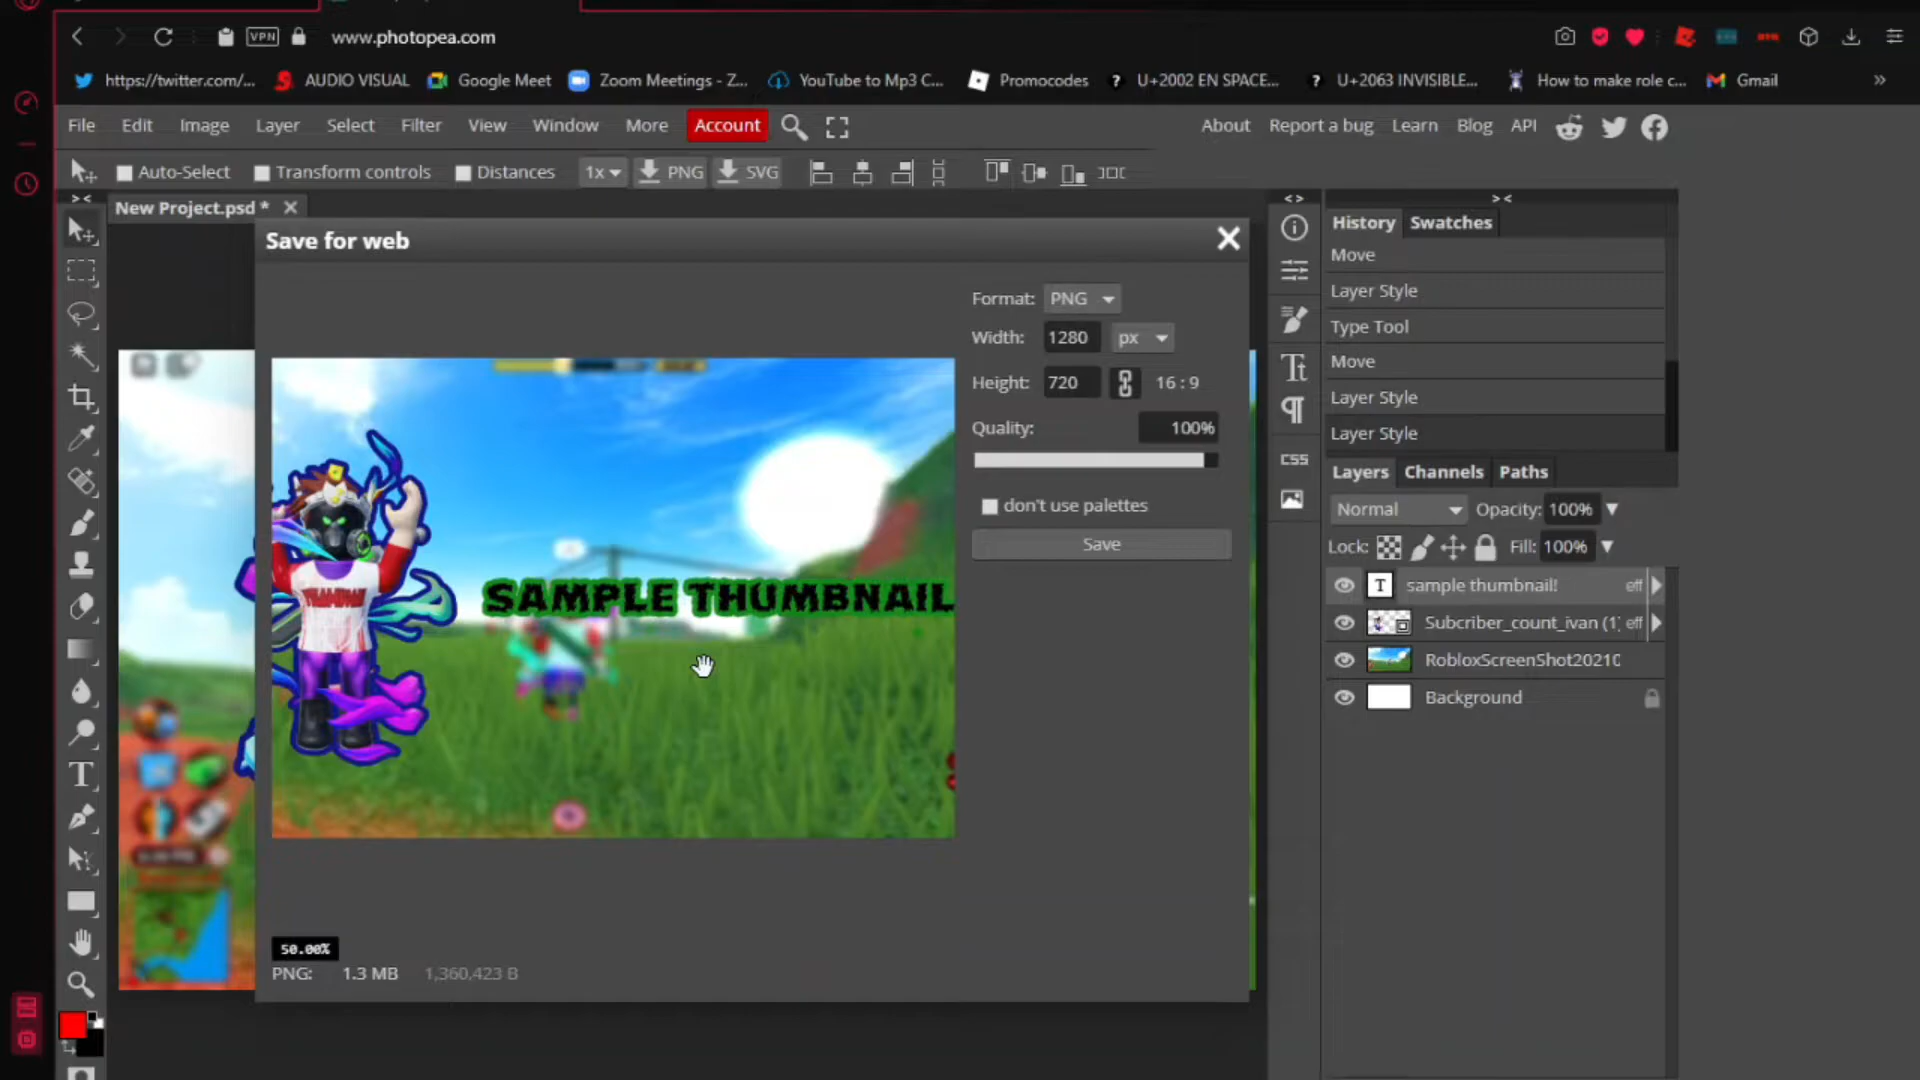 VPN www.photopea.com
https://twitter.com/... AUDIO VISUAL Google Meet Zoom Meetings - Z... YouTube to Mp3 C... Promocodes ? U+2002 EN SPACE... ? U+2063 INVISIBLE... How to make role c... Gmail »
File Edit Image Layer Select Filter View Window More Account About Report a bug Learn Blog API
Auto-Select Transform controls Distances 1x PNG SVG
New Project.psd *
Save for web
Format: PNG
Width: 1280 px
Height: 720 16 : 9
Quality: 100%
don't use palettes
Save
SAMPLE THUMBNAIL
50.00%
PNG: 1.3 MB 1,360,423 B
CSS
History Swatches
Move
Layer Style
Type Tool
Move
Layer Style
Layer Style
Layers Channels Paths
Normal Opacity: 100%
Lock: Fill: 100%
sample thumbnail! eff
Subcriber_count_ivan (1) eff
RobloxScreenShot20210
Background